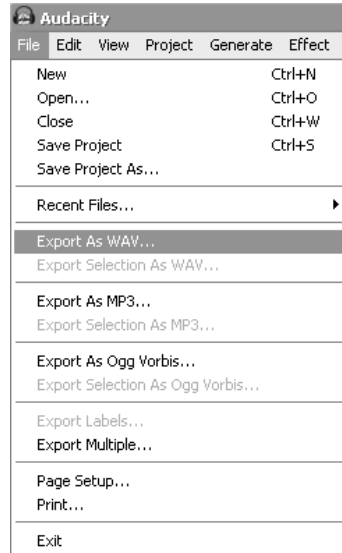 Audacity
File Edit View Project Generate Effect
New Ctrl+N
Open... Ctrl+O
Close Ctrl+W
Save Project Ctrl+S
Save Project As...
Recent Files...
Export As WAV...
Export Selection As WAV...
Export As MP3...
Export Selection As MP3...
Export As Ogg Vorbis...
Export Selection As Ogg Vorbis...
Export Labels...
Export Multiple...
Page Setup...
Print...
Exit